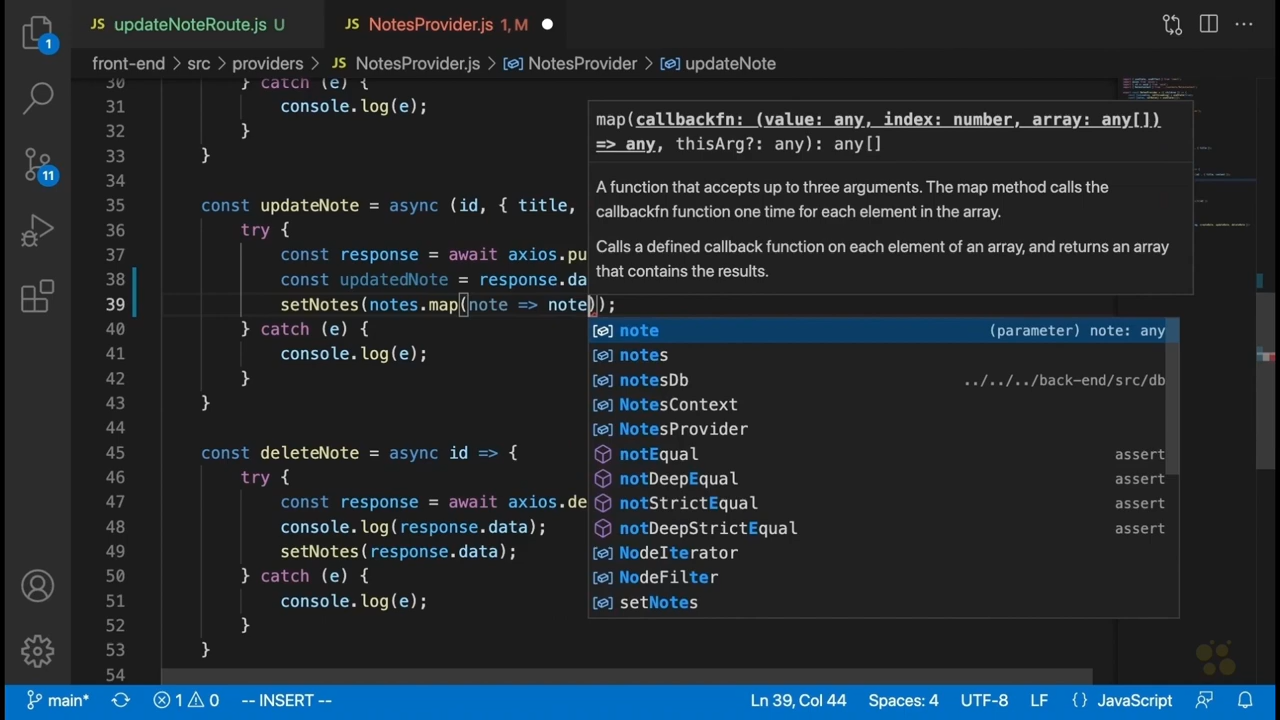 JS updateNoteRoute.js U JS NotesProvider.js 1, M
front-end > src > providers > JS NotesProvider.js > NotesProvider > updateNote
30 } catch (e) {
31 console.log(e);
32 }
33 }
34
35 const updateNote = async (id, { title,
36 try {
37 const response = await axios.pu
38 const updatedNote = response.da
39 setNotes(notes.map(note => note));
40 } catch (e) {
41 console.log(e);
42 }
43 }
44
45 const deleteNote = async id => {
46 try {
47 const response = await axios.de
48 console.log(response.data);
49 setNotes(response.data);
50 } catch (e) {
51 console.log(e);
52 }
53 }
54
map(callbackfn: (value: any, index: number, array: any[])
=> any, thisArg?: any): any[]
A function that accepts up to three arguments. The map method calls the
callbackfn function one time for each element in the array.
Calls a defined callback function on each element of an array, and returns an array
that contains the results.
note (parameter) note: any
notes
notesDb ../../../back-end/src/db
NotesContext
NotesProvider
notEqual assert
notDeepEqual assert
notStrictEqual assert
notDeepStrictEqual assert
NodeIterator
NodeFilter
setNotes
1
11
main* 1 0 -- INSERT -- Ln 39, Col 44 Spaces: 4 UTF-8 LF {} JavaScript